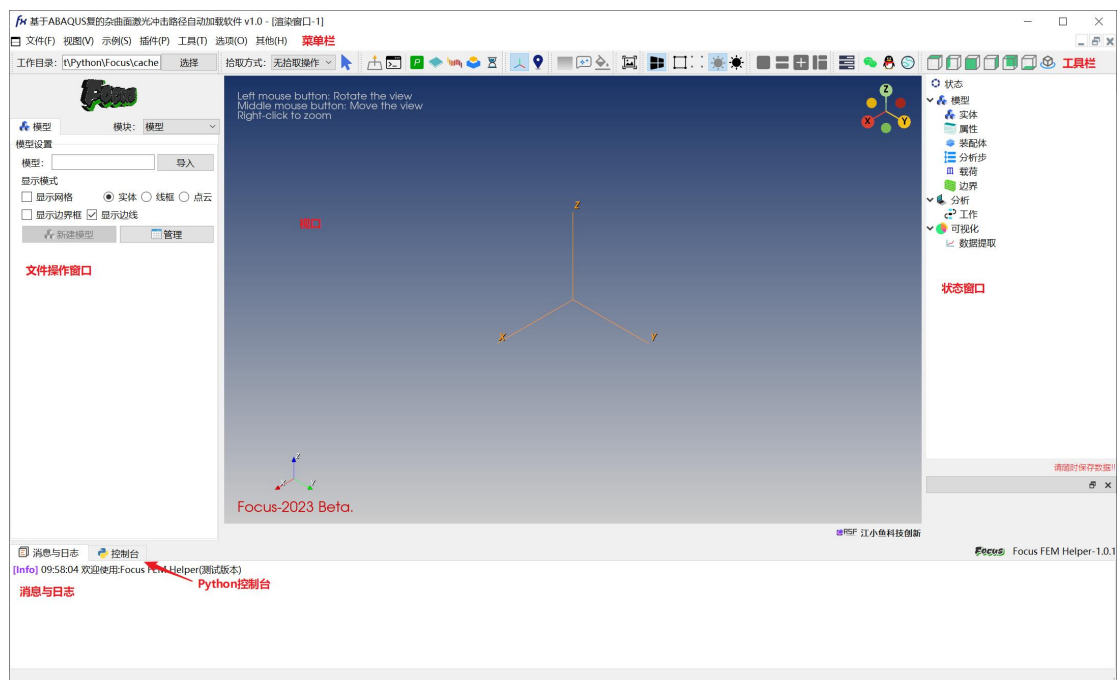 基于ABAQUS复的杂曲面激光冲击路径自动加载软件 v1.0 - [渲染窗口-1]
文件(F) 视图(V) 示例(S) 插件(P) 工具(T) 选项(O) 其他(H) 菜单栏
工作目录: t\Python\Focus\cache 选择 拾取方式: 无拾取操作 工具栏
Focus
模型 模块: 模型
模型设置
模型: 导入
显示模式
显示网格 实体 线框 点云
显示边界框 显示边线
新建模型 管理
文件操作窗口
Left mouse button: Rotate the view
Middle mouse button: Move the view
Right-click to zoom
Z
X Y
视口
Z
X Y
Z
X Y
Focus-2023 Beta.
江小鱼科技创新
状态
模型
实体
属性
装配体
分析步
载荷
边界
分析
工作
可视化
数据提取
状态窗口
请随时保存数据!!
消息与日志 控制台
Focus Focus FEM Helper-1.0.1
[Info] 09:58:04 欢迎使用:Focus FEM Helper(测试版本)
Python控制台
消息与日志